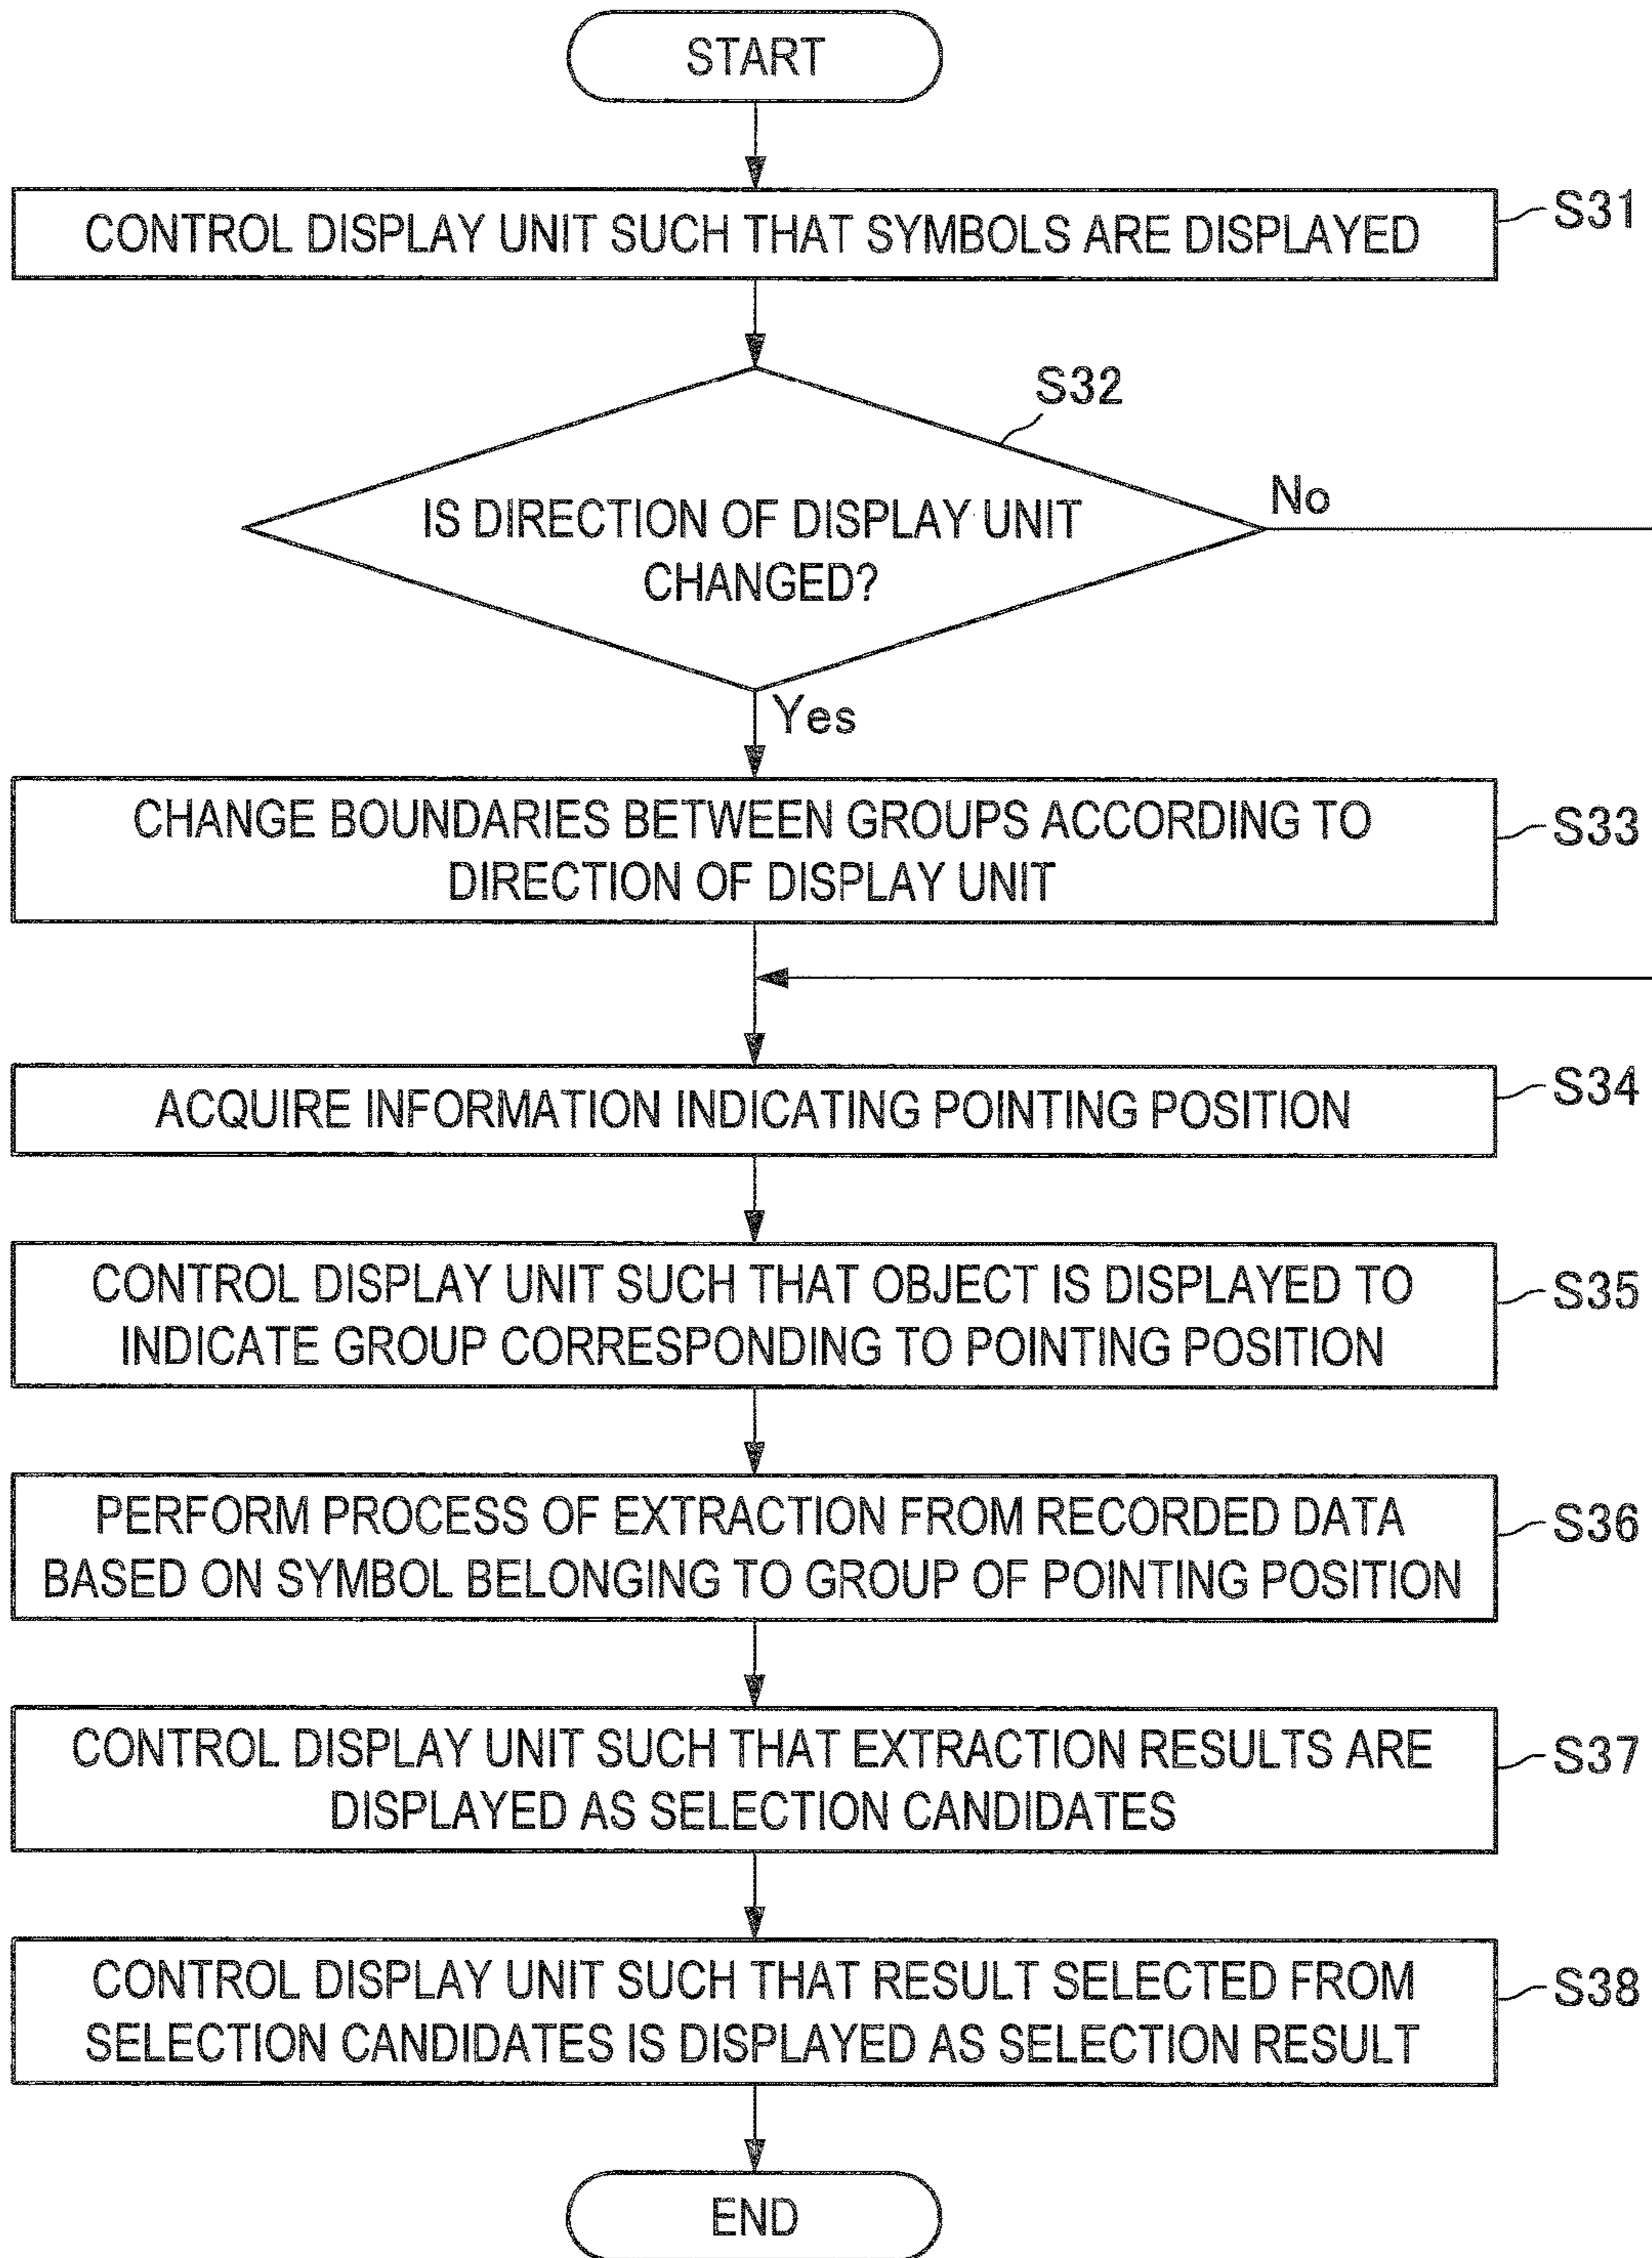 START
CONTROL DISPLAY UNIT SUCH THAT SYMBOLS ARE DISPLAYED
S31
S32
IS DIRECTION OF DISPLAY UNIT
CHANGED?
No
Yes
CHANGE BOUNDARIES BETWEEN GROUPS ACCORDING TO
DIRECTION OF DISPLAY UNIT
S33
ACQUIRE INFORMATION INDICATING POINTING POSITION
S34
CONTROL DISPLAY UNIT SUCH THAT OBJECT IS DISPLAYED TO
INDICATE GROUP CORRESPONDING TO POINTING POSITION
S35
PERFORM PROCESS OF EXTRACTION FROM RECORDED DATA
BASED ON SYMBOL BELONGING TO GROUP OF POINTING POSITION
S36
CONTROL DISPLAY UNIT SUCH THAT EXTRACTION RESULTS ARE
DISPLAYED AS SELECTION CANDIDATES
S37
CONTROL DISPLAY UNIT SUCH THAT RESULT SELECTED FROM
SELECTION CANDIDATES IS DISPLAYED AS SELECTION RESULT
S38
END